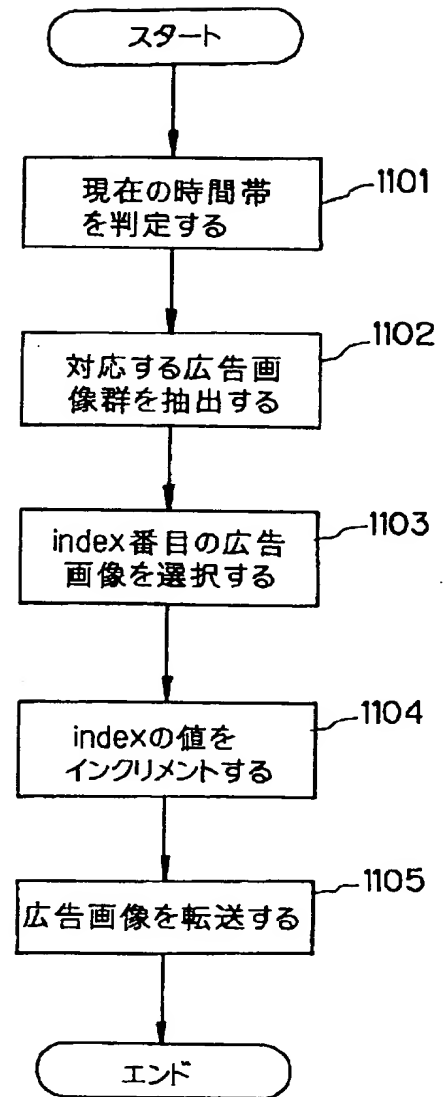 スタート
現在の時間帯
を判定する
1101
対応する広告画
像群を抽出する
1102
index番目の広告
画像を選択する
1103
indexの値を
インクリメントする
1104
広告画像を転送する
1105
エンド